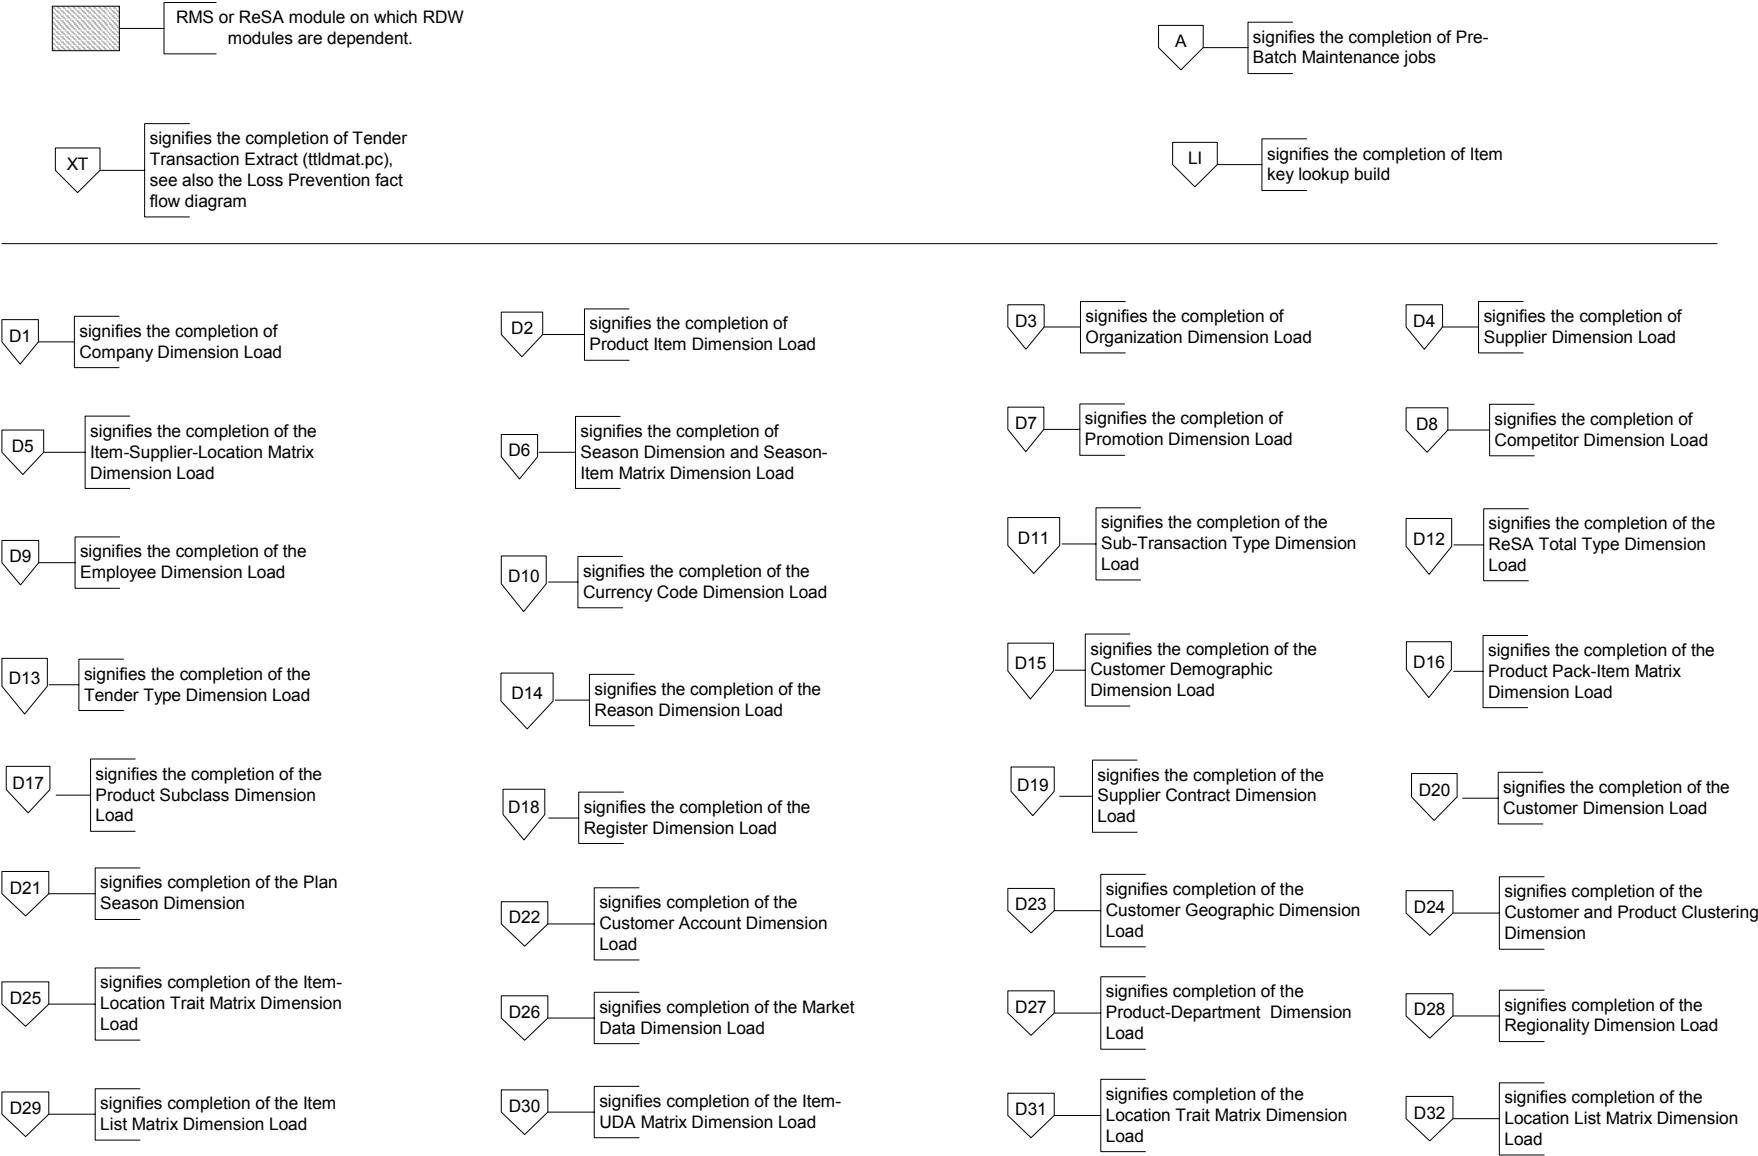 RMS or ReSA module on which RDW
modules are dependent.
A
signifies the completion of Pre-
Batch Maintenance jobs
XT
signifies the completion of Tender
Transaction Extract (ttldmat.pc),
see also the Loss Prevention fact
flow diagram
LI
signifies the completion of Item
key lookup build
D1
signifies the completion of
Company Dimension Load
D2
signifies the completion of
Product Item Dimension Load
D3
signifies the completion of
Organization Dimension Load
D4
signifies the completion of
Supplier Dimension Load
D5
signifies the completion of the
Item-Supplier-Location Matrix
Dimension Load
D6
signifies the completion of
Season Dimension and Season-
Item Matrix Dimension Load
D7
signifies the completion of
Promotion Dimension Load
D8
signifies the completion of
Competitor Dimension Load
D9
signifies the completion of the
Employee Dimension Load
D10
signifies the completion of the
Currency Code Dimension Load
D11
signifies the completion of the
Sub-Transaction Type Dimension
Load
D12
signifies the completion of the
ReSA Total Type Dimension
Load
D13
signifies the completion of the
Tender Type Dimension Load
D14
signifies the completion of the
Reason Dimension Load
D15
signifies the completion of the
Customer Demographic
Dimension Load
D16
signifies the completion of the
Product Pack-Item Matrix
Dimension Load
D17
signifies the completion of the
Product Subclass Dimension
Load
D18
signifies the completion of the
Register Dimension Load
D19
signifies the completion of the
Supplier Contract Dimension
Load
D20
signifies the completion of the
Customer Dimension Load
D21
signifies completion of the Plan
Season Dimension
D22
signifies completion of the
Customer Account Dimension
Load
D23
signifies completion of the
Customer Geographic Dimension
Load
D24
signifies completion of the
Customer and Product Clustering
Dimension
D25
signifies completion of the Item-
Location Trait Matrix Dimension
Load
D26
signifies completion of the Market
Data Dimension Load
D27
signifies completion of the
Product-Department Dimension
Load
D28
signifies completion of the
Regionality Dimension Load
D29
signifies completion of the Item
List Matrix Dimension Load
D30
signifies completion of the Item-
UDA Matrix Dimension Load
D31
signifies completion of the
Location Trait Matrix Dimension
Load
D32
signifies completion of the
Location List Matrix Dimension
Load